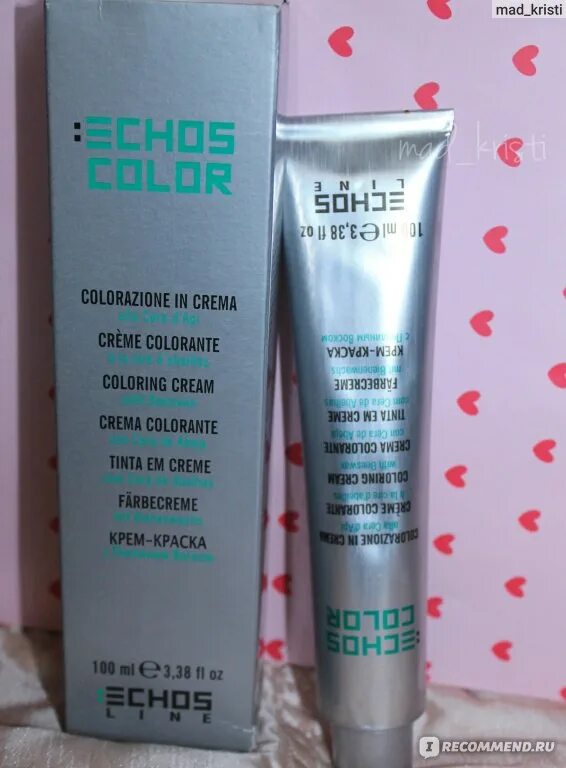 mad_kristi
:ECHOS
COLOR
COLORAZIONE IN CREMA
alla Cera d'Api
CRÈME COLORANTE
à la cire d'abeilles
COLORING CREAM
with Beeswax
CREMA COLORANTE
con Cera de Abeja
TINTA EM CREME
com Cera de Abelhas
FÄRBECREME
mit Bienenwachs
КРЕМ-КРАСКА
с Пчелиным Воском
100 ml e 3,38 fl oz
:ECHOS
LINE
mad_kristi
:ECHOS
COLOR
COLORAZIONE IN CREMA
alla Cera d'Api
CRÈME COLORANTE
à la cire d'abeilles
COLORING CREAM
with Beeswax
CREMA COLORANTE
con Cera de Abeja
TINTA EM CREME
com Cera de Abelhas
FÄRBECREME
mit Bienenwachs
КРЕМ-КРАСКА
с Пчелиным Воском
100 ml e 3,38 fl oz
:ECHOS
LINE
IRECOMMEND.RU